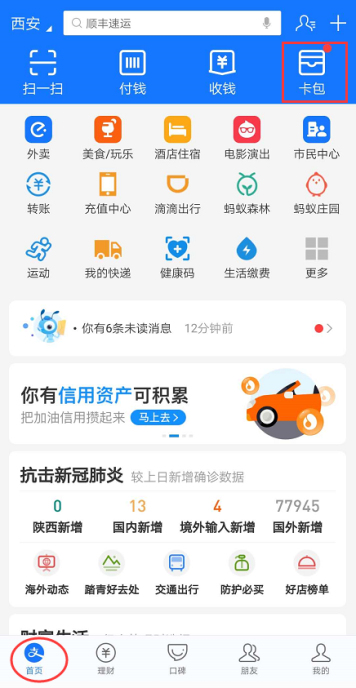 西安
顺丰速运
扫一扫 付钱 收钱 卡包
外卖 美食/玩乐 酒店住宿 电影演出 市民中心
转账 充值中心 滴滴出行 蚂蚁森林 蚂蚁庄园
运动 我的快递 健康码 生活缴费 更多
· 你有6条未读消息 12分钟前
你有信用资产可积累
把加油信用攒起来 马上去
抗击新冠肺炎 较上日新增确诊数据
0 13 4 77945
陕西新增 国内新增 境外输入新增 国外新增
海外动态 踏青好去处 交通出行 防护必买 好店榜单
财富生活
首页 理财 口碑 朋友 我的